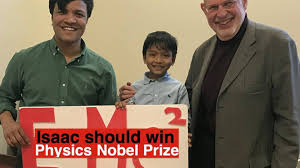 E MC²
Isaac should win
Physics Nobel Prize